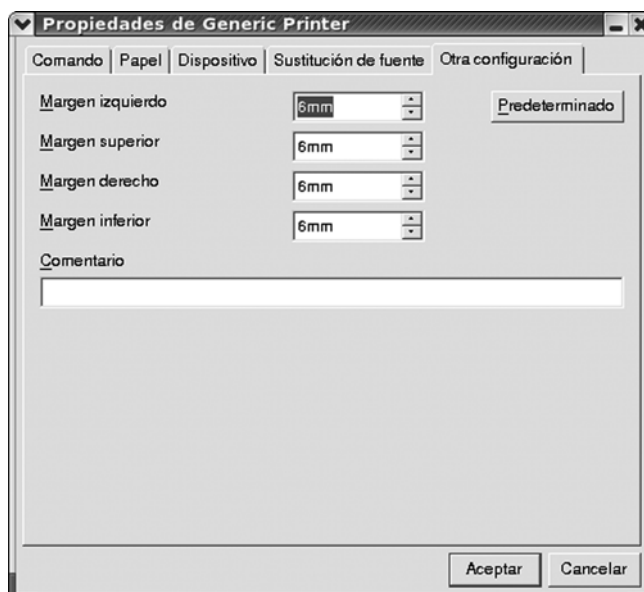 Propiedades de Generic Printer
Comando Papel Dispositivo Sustitución de fuente Otra configuración
Margen izquierdo 6mm Predeterminado
Margen superior 6mm
Margen derecho 6mm
Margen inferior 6mm
Comentario
Aceptar Cancelar